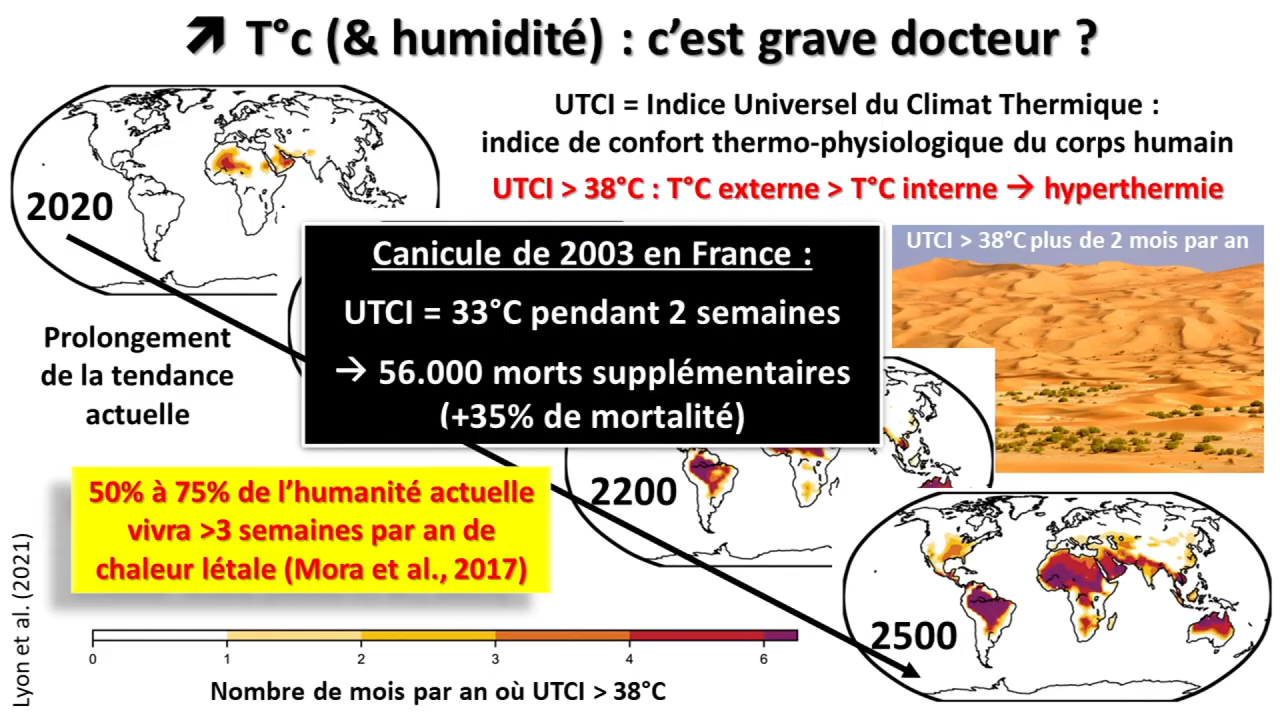 ↗ T°c (& humidité) : c’est grave docteur ?
UTCI = Indice Universel du Climat Thermique :
indice de confort thermo-physiologique du corps humain
UTCI > 38°C : T°C externe > T°C interne → hyperthermie
2020
UTCI > 38°C plus de 2 mois par an
Canicule de 2003 en France :
UTCI = 33°C pendant 2 semaines
→ 56.000 morts supplémentaires
(+35% de mortalité)
Prolongement
de la tendance
actuelle
2200
50% à 75% de l’humanité actuelle
vivra >3 semaines par an de
chaleur létale (Mora et al., 2017)
2500
Lyon et al. (2021)
0 1 2 3 4 6
Nombre de mois par an où UTCI > 38°C